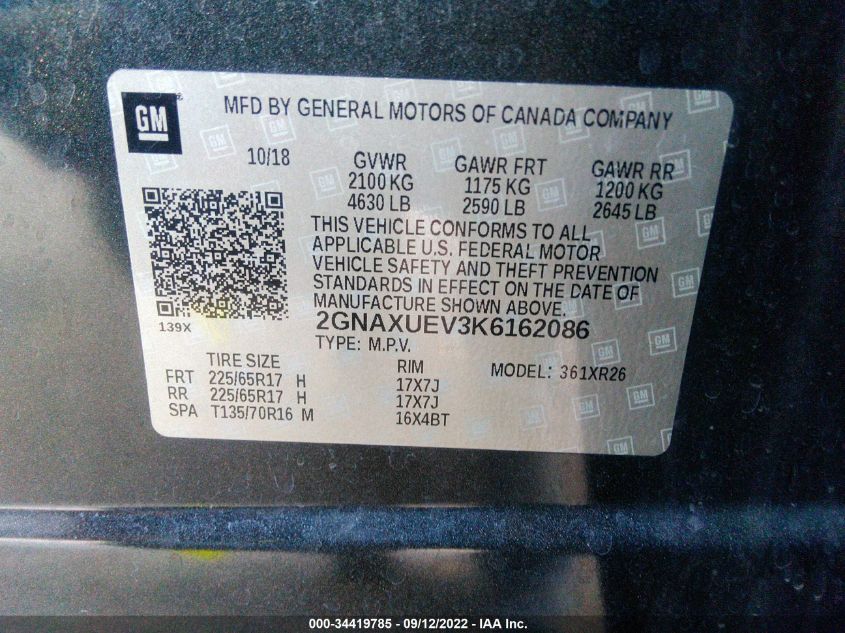 GM
MFD BY GENERAL MOTORS OF CANADA COMPANY
10/18 GVWR GAWR FRT GAWR RR
2100 KG 1175 KG 1200 KG
4630 LB 2590 LB 2645 LB
THIS VEHICLE CONFORMS TO ALL
APPLICABLE U.S. FEDERAL MOTOR
VEHICLE SAFETY AND THEFT PREVENTION
STANDARDS IN EFFECT ON THE DATE OF
MANUFACTURE SHOWN ABOVE.
139X
2GNAXUEV3K6162086
TYPE: M.P.V.
TIRE SIZE RIM MODEL: 361XR26
FRT 225/65R17 H 17X7J
RR 225/65R17 H 17X7J
SPA T135/70R16 M 16X4BT
000-34419785 - 09/12/2022 - IAA Inc.